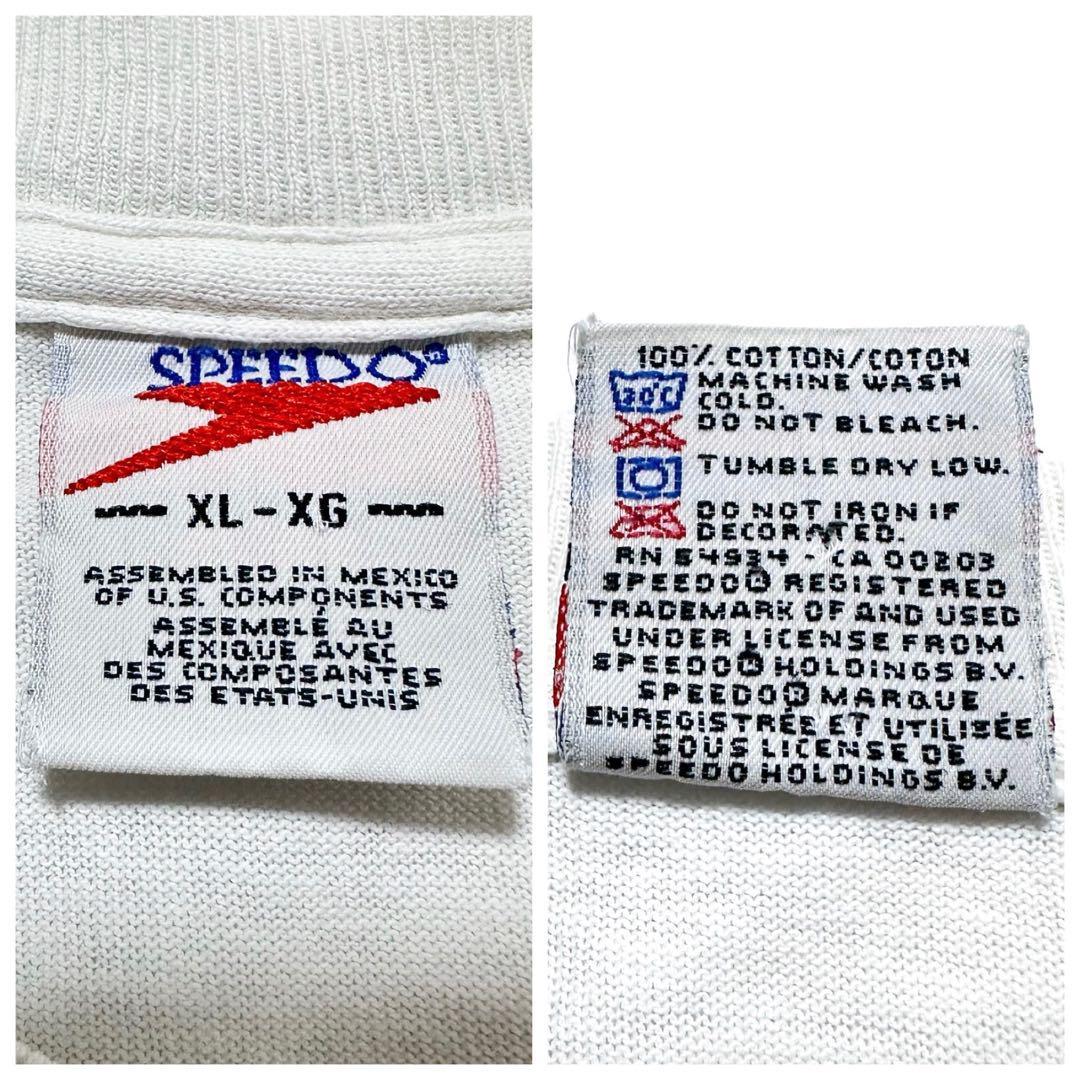 SPEEDO®
XL-XG
ASSEMBLED IN MEXICO
OF U.S. COMPONENTS
ASSEMBLÉ AU
MEXIQUE AVEC
DES COMPOSANTES
DES ETATS-UNIS
100% COTTON/COTON
MACHINE WASH
COLD.
DO NOT BLEACH.
TUMBLE DRY LOW.
DO NOT IRON IF
DECORATED.
RN - CA 00203
SPEEDO® REGISTERED
TRADEMARK OF AND USED
UNDER LICENSE FROM
SPEEDO® HOLDINGS B.V.
SPEEDO® MARQUE
ENREGISTRÉE ET UTILISÉE
SOUS LICENSE DE
SPEEDO HOLDINGS B.V.